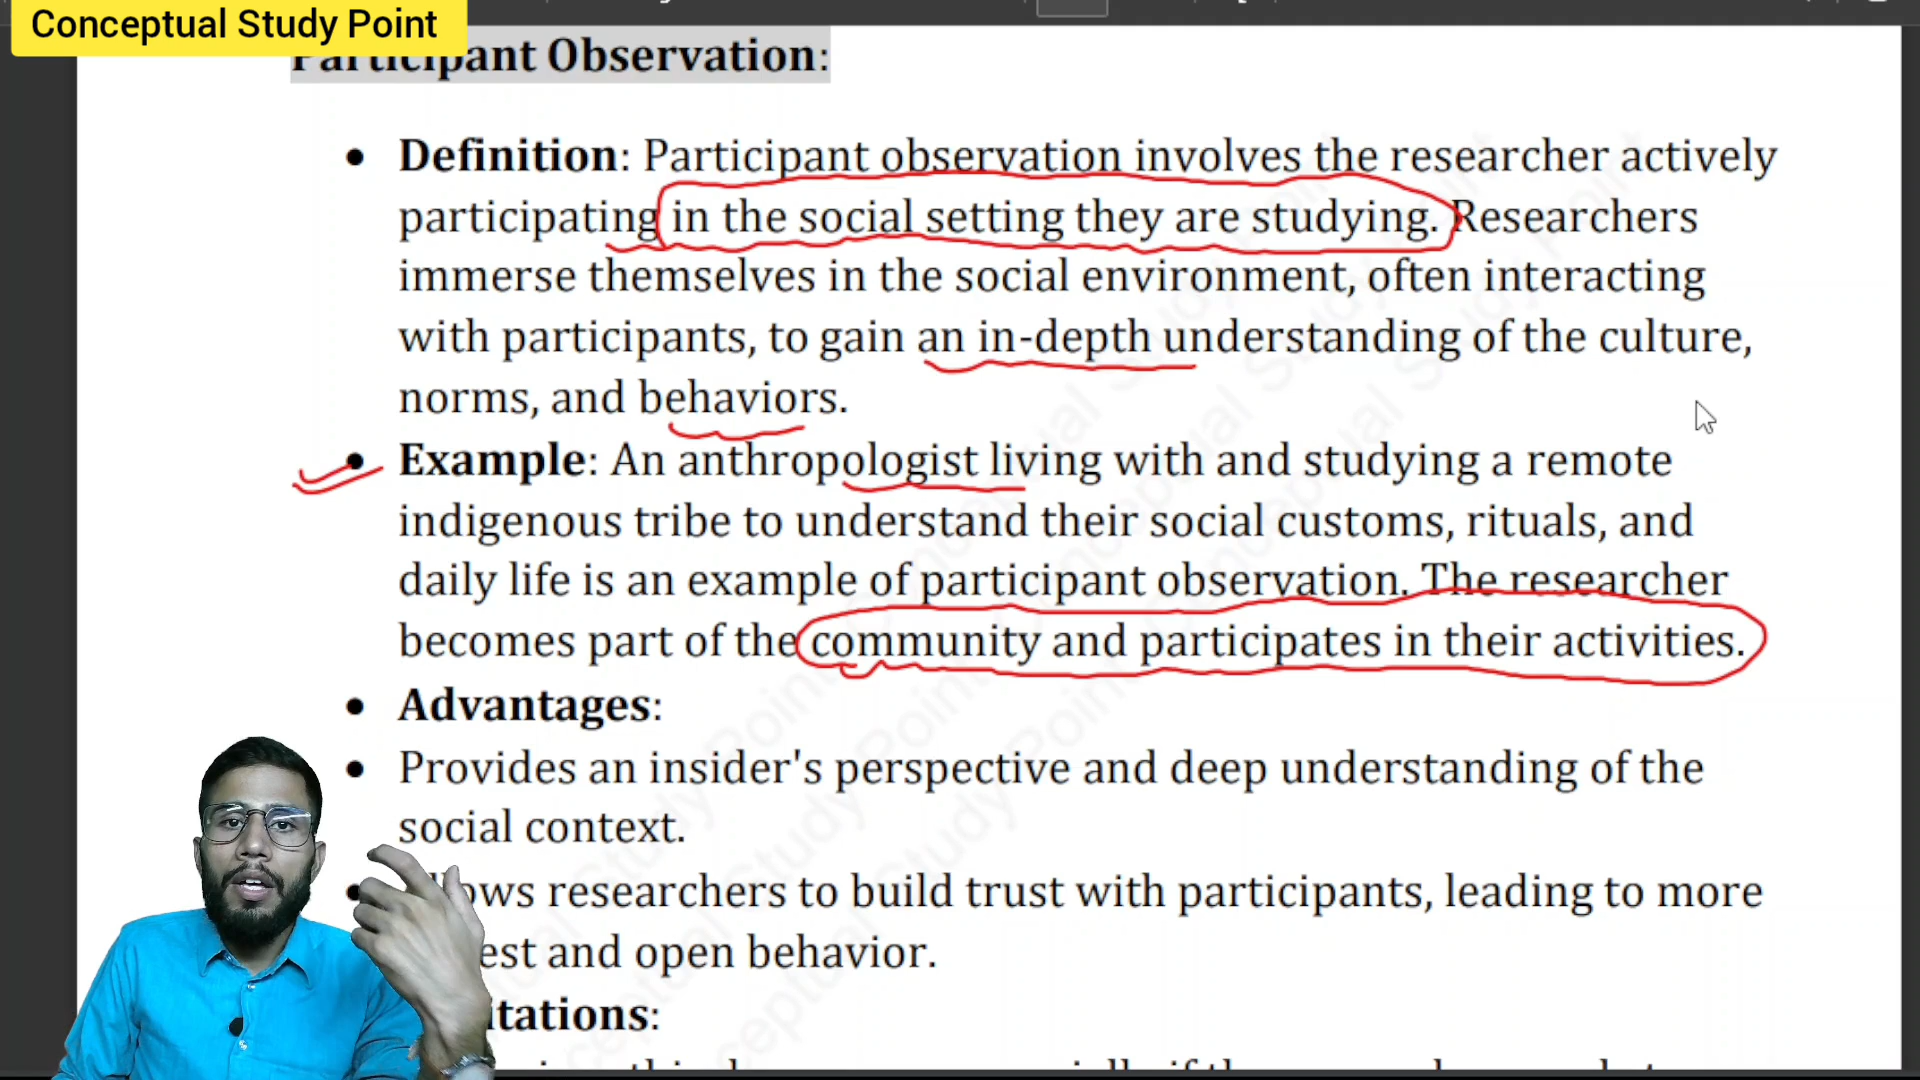 Conceptual Study Point
Participant Observation:
• Definition: Participant observation involves the researcher actively
participating in the social setting they are studying. Researchers
immerse themselves in the social environment, often interacting
with participants, to gain an in-depth understanding of the culture,
norms, and behaviors.
• Example: An anthropologist living with and studying a remote
indigenous tribe to understand their social customs, rituals, and
daily life is an example of participant observation. The researcher
becomes part of the community and participates in their activities.
• Advantages:
• Provides an insider's perspective and deep understanding of the
social context.
• llows researchers to build trust with participants, leading to more
est and open behavior.
itations: